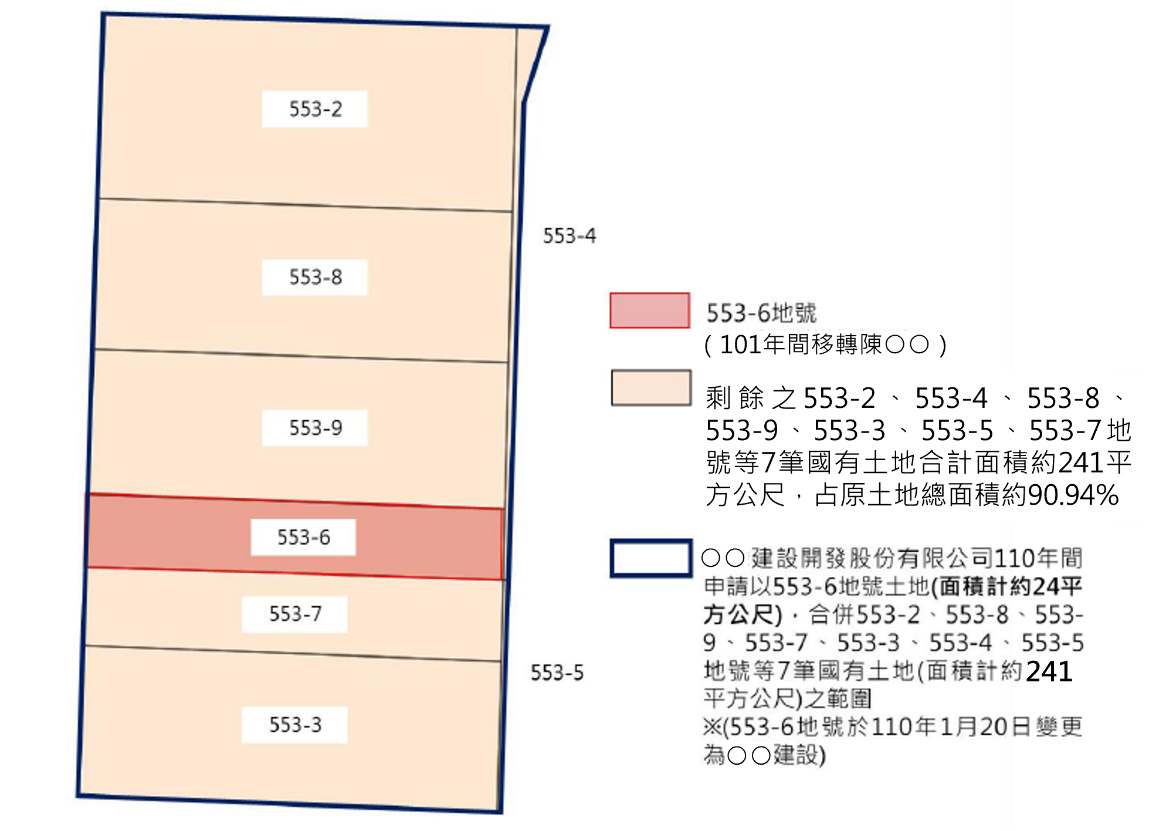 553-2
553-4
553-8
553-9
553-6
553-7
553-5
553-3
553-6地號
(101年間移轉陳○○)
剩餘之553-2、553-4、553-8、
553-9、553-3、553-5、553-7地
號等7筆國有土地合計面積約241平
方公尺，占原土地總面積約90.94%
○○建設開發股份有限公司110年間
申請以553-6地號土地(面積計約24平
方公尺)，合併553-2、553-8、553-
9、553-7、553-3、553-4、553-5
地號等7筆國有土地(面積計約241
平方公尺)之範圍
※(553-6地號於110年1月20日變更
為○○建設)